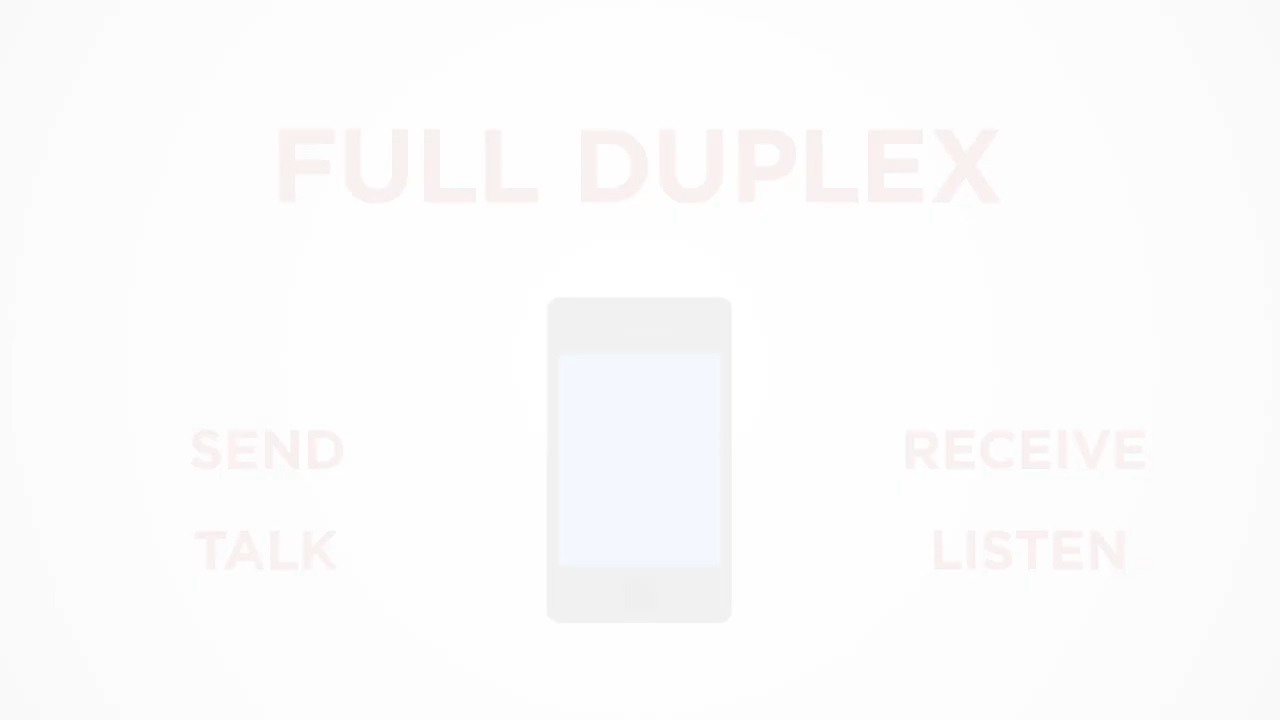 FULL DUPLEX
SEND
RECEIVE
TALK
LISTEN